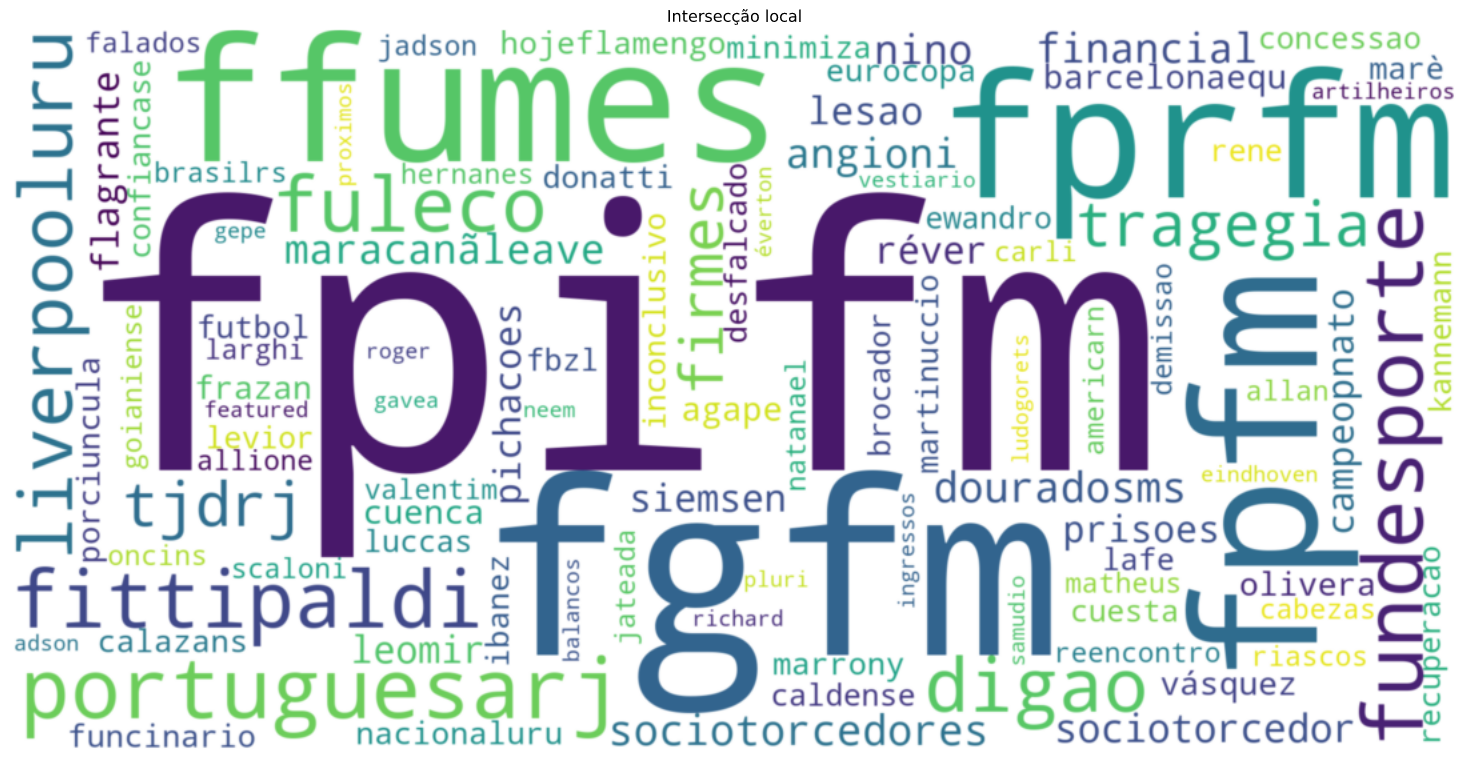 Intersecção local
falados
jadson
hojeflamengo
minimiza
nino
financial
concessao
liverpooluru
flagrante
confiancase
ffumes
proximos
eurocopa
barcelonaequ
marè
artilheiros
lesao
fprfm
angioni
rene
brasilrs
hernanes
donatti
vestiario
fuleco
firmes
desfalcado
éverton
ewandro
tragegia
gepe
maracanãleave
inconclusivo
réver
carli
fundesporte
fpifm
goianiense
futbol
larghi
roger
pichacoes
fbzl
frazan
featured
gavea
neem
agape
levior
allione
porciuncula
natanael
brocador
martinuccio
ludogorets
americarn
demissao
fpfm
allan
campeopnato
kannemann
eindhoven
tjdrj
valentim
cuenca
luccas
siemsen
douradosms
prisoes
oncins
scaloni
fgfm
lafe
fittipaldi
ibanez
balancos
jateada
pluri
ingressos
matheus
olivera
richard
samudio
cuesta
cabezas
recuperacao
adson
calazans
leomir
marrony
reencontro
riascos
portuguesarj
caldense
digao
vásquez
funcinario
nacionaluru
sociotorcedores
sociotorcedor